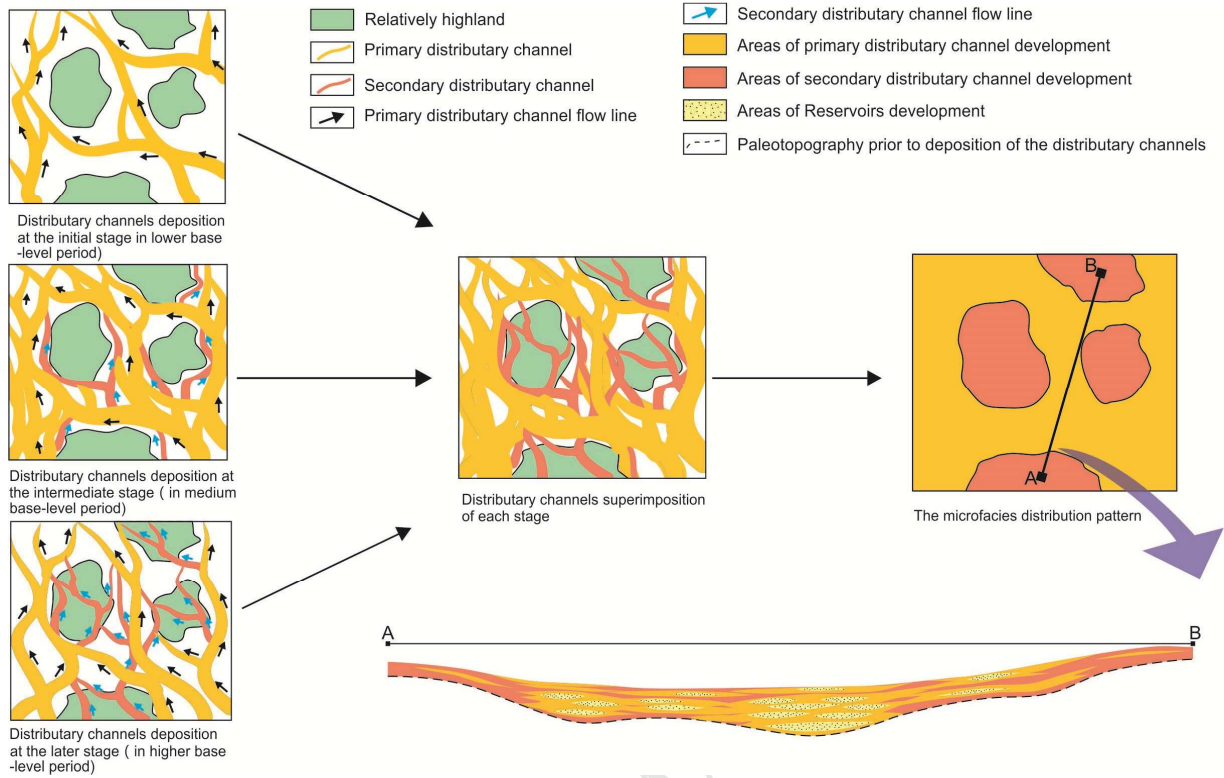 Relatively highland
Primary distributary channel
Secondary distributary channel
Primary distributary channel flow line
Secondary distributary channel flow line
Areas of primary distributary channel development
Areas of secondary distributary channel development
Areas of Reservoirs development
Paleotopography prior to deposition of the distributary channels
Distributary channels deposition
at the initial stage in lower base
-level period)
Distributary channels deposition at
the intermediate stage ( in medium
base-level period)
Distributary channels deposition
at the later stage ( in higher base
-level period)
Distributary channels superimposition
of each stage
B
A
The microfacies distribution pattern
A
B